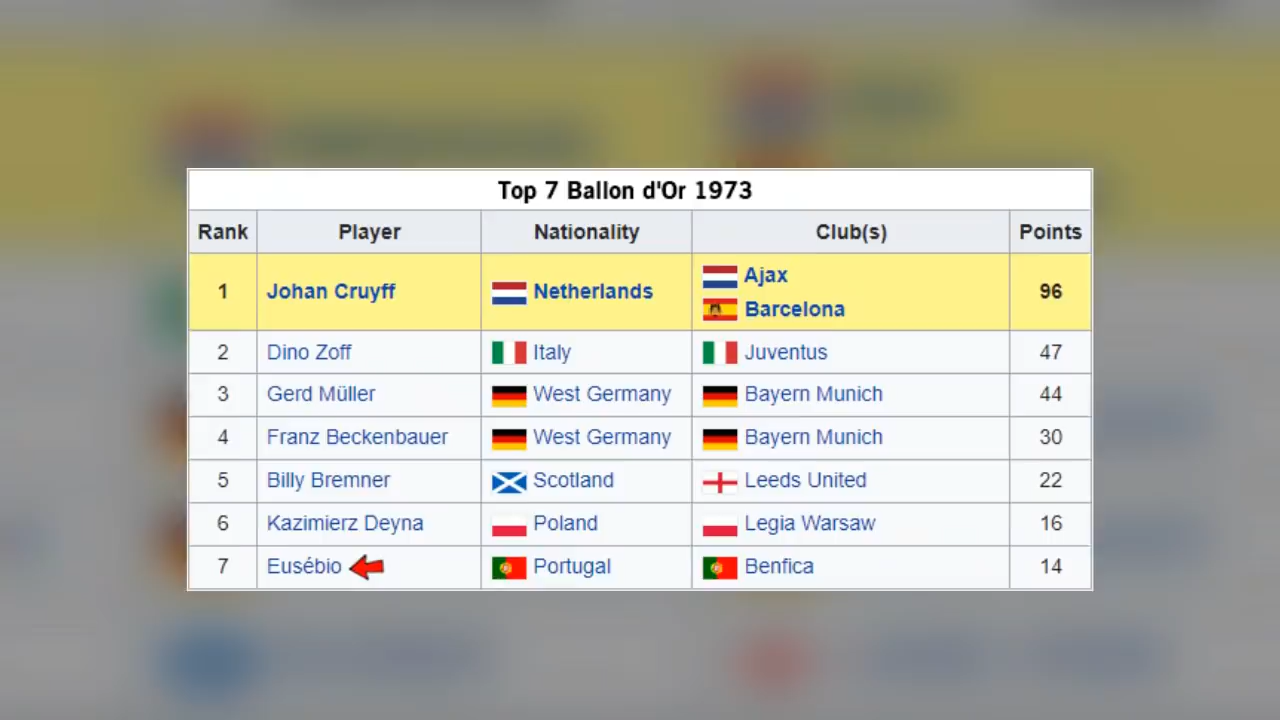 Top 7 Ballon d'Or 1973
Rank Player Nationality Club(s) Points
1 Johan Cruyff Netherlands Ajax Barcelona 96
2 Dino Zoff Italy Juventus 47
3 Gerd Müller West Germany Bayern Munich 44
4 Franz Beckenbauer West Germany Bayern Munich 30
5 Billy Bremner Scotland Leeds United 22
6 Kazimierz Deyna Poland Legia Warsaw 16
7 Eusébio Portugal Benfica 14